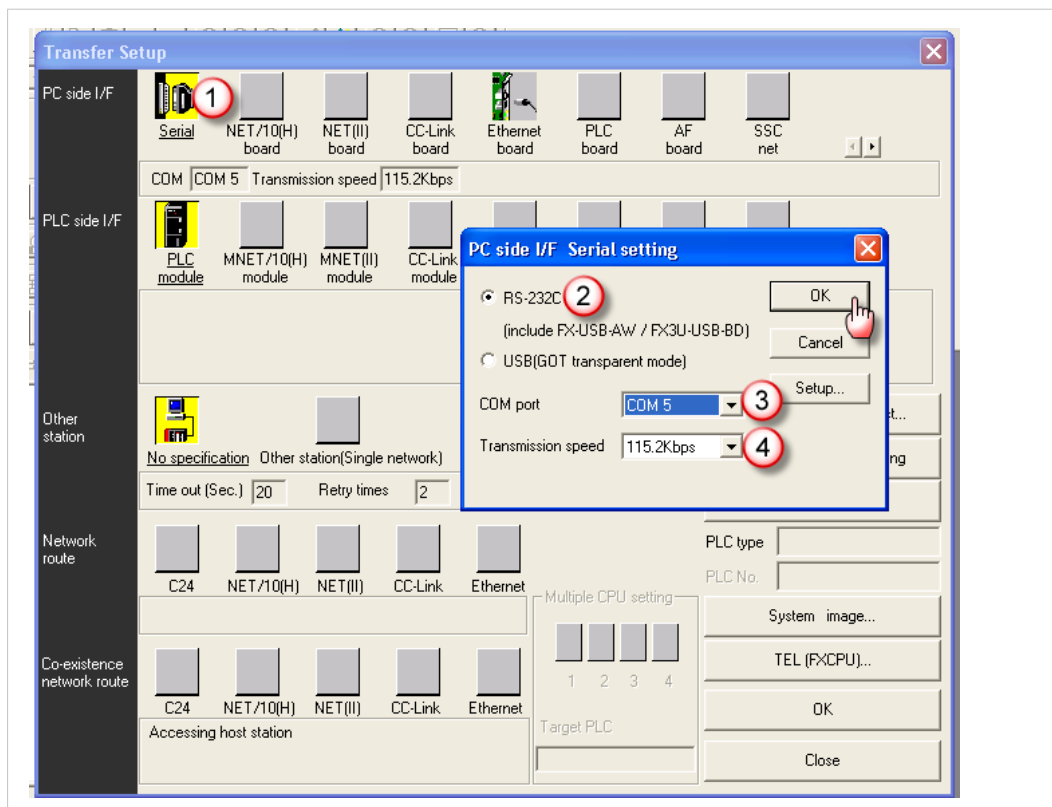 Transfer Setup
PC side I/F
1
Serial
NET/10(H) board
NET(II) board
CC-Link board
Ethernet board
PLC board
AF board
SSC net
COM COM 5 Transmission speed 115.2Kbps
PLC side I/F
PLC module
MNET/10(H) module
MNET(II) module
CC-Link module
PC side I/F Serial setting
RS-232C 2
(include FX-USB-AW / FX3U-USB-BD)
USB(GOT transparent mode)
COM port COM 5 3
Transmission speed 115.2Kbps 4
OK
Cancel
Setup...
Other station
No specification
Other station(Single network)
Time out (Sec.) 20 Retry times 2
Network route
C24
NET/10(H)
NET(II)
CC-Link
Ethernet
Co-existence network route
C24
NET/10(H)
NET(II)
CC-Link
Ethernet
Accessing host station
Multiple CPU setting
1 2 3 4
Target PLC
PLC type
PLC No.
System image...
TEL (FXCPU)...
OK
Close